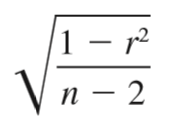 √((1 − r²)/(n − 2))